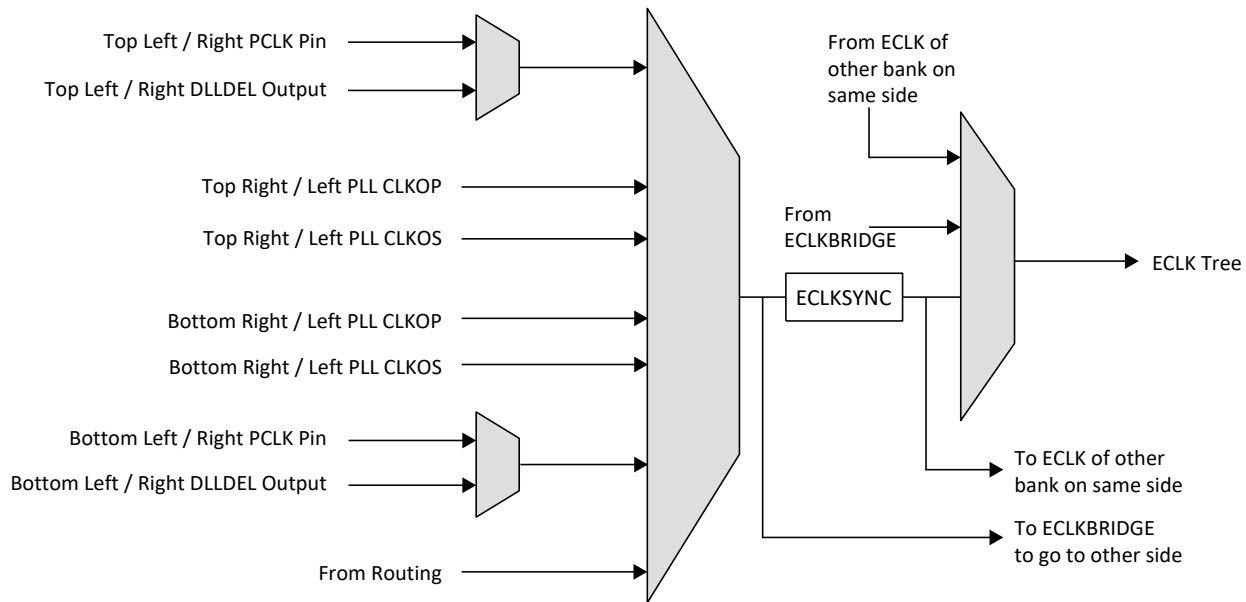 Top Left / Right PCLK Pin
Top Left / Right DLLDEL Output
Top Right / Left PLL CLKOP
Top Right / Left PLL CLKOS
Bottom Right / Left PLL CLKOP
Bottom Right / Left PLL CLKOS
Bottom Left / Right PCLK Pin
Bottom Left / Right DLLDEL Output
From Routing
From ECLK of
other bank on
same side
From
ECLKBRIDGE
ECLKSYNC
ECLK Tree
To ECLK of other
bank on same side
To ECLKBRIDGE
to go to other side